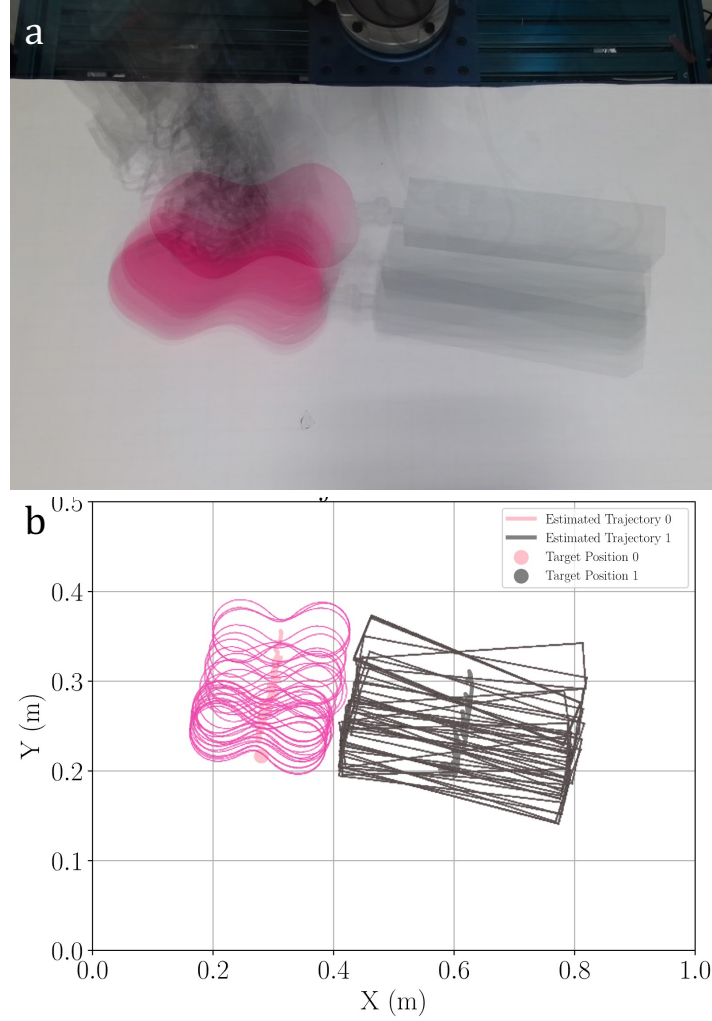 a
b
0.5
0.4
0.3
0.2
0.1
0.0
Y (m)
Estimated Trajectory 0
Estimated Trajectory 1
Target Position 0
Target Position 1
0.0 0.2 0.4 0.6 0.8 1.0
X (m)